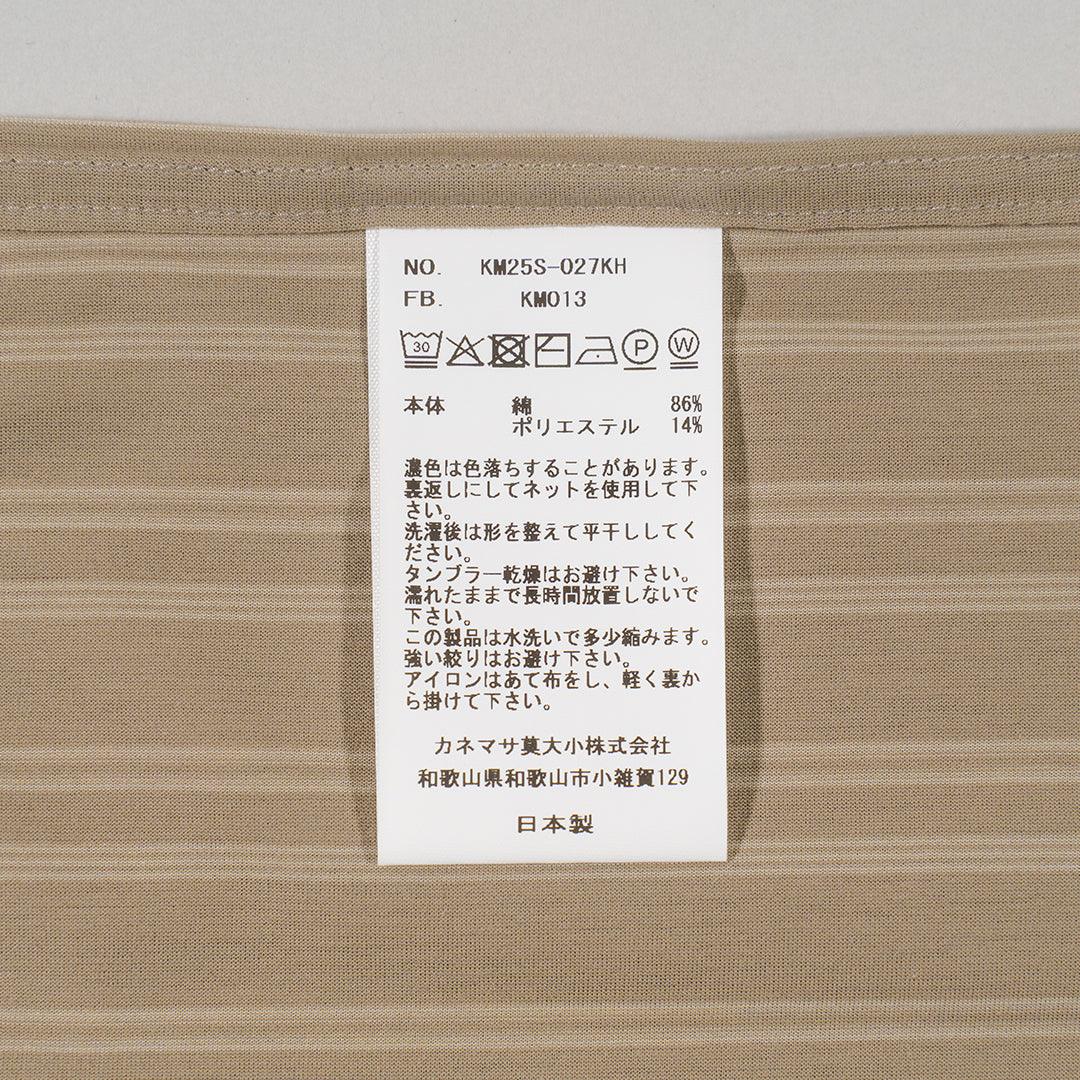 NO. KM25S-027KH
FB. KM013
30 P W
本体 綿 86%
ポリエステル 14%
濃色は色落ちすることがあります。
裏返しにしてネットを使用して下
さい。
洗濯後は形を整えて平干ししてく
ださい。
タンブラー乾燥はお避け下さい。
濡れたままで長時間放置しないで
下さい。
この製品は水洗いで多少縮みます。
強い絞りはお避け下さい。
アイロンはあて布をし、軽く裏か
ら掛けて下さい。
カネマサ莫大小株式会社
和歌山県和歌山市小雑賀129
日本製